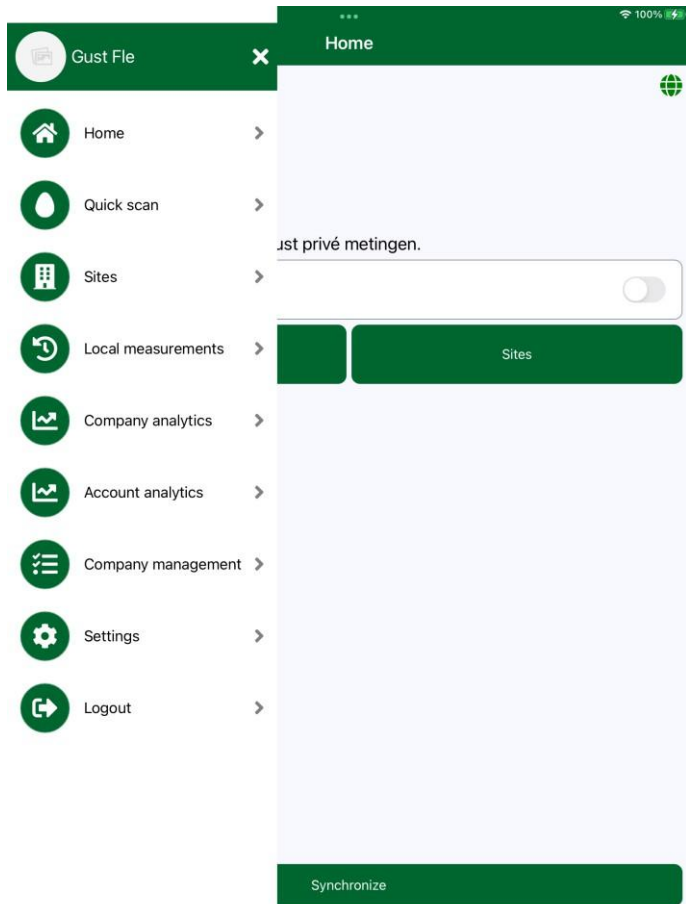 100%
Home
Gust Fle
Home
Quick scan
ust privé metingen.
Sites
Local measurements
Sites
Company analytics
Account analytics
Company management
Settings
Logout
Synchronize